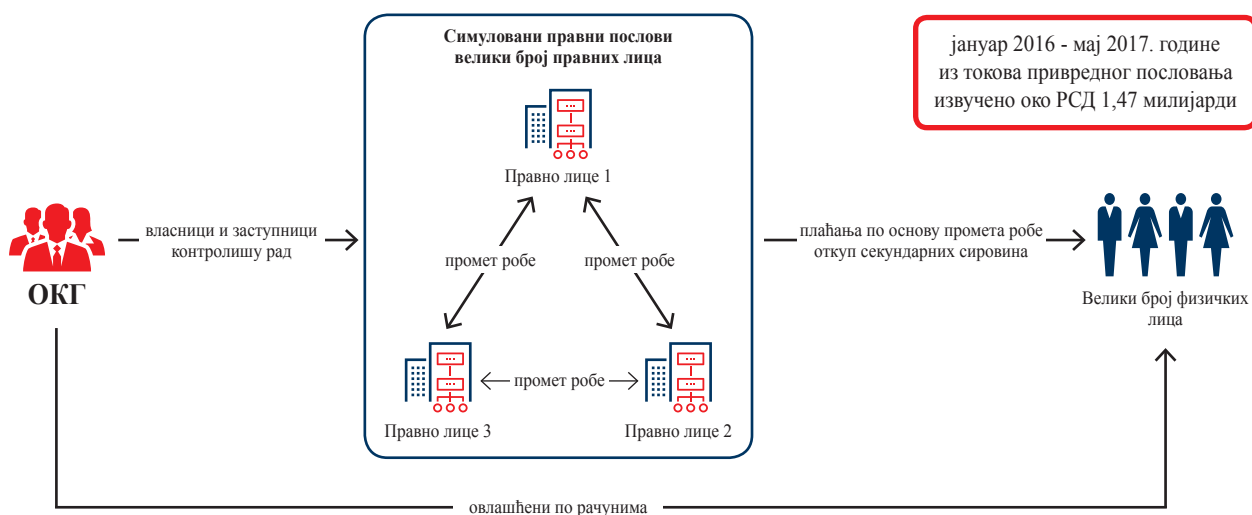 Симуловани правни послови
велики број правних лица
јануар 2016 - мај 2017. године
из токова привредног пословања
извучено око РСД 1,47 милијарди
Правно лице 1
ОКГ
власници и заступници
контролишу рад
промет робе
промет робе
плаћања по основу промета робе
откуп секундарних сировина
Велики број физичких
лица
промет робе
Правно лице 3
Правно лице 2
овлашћени по рачунима